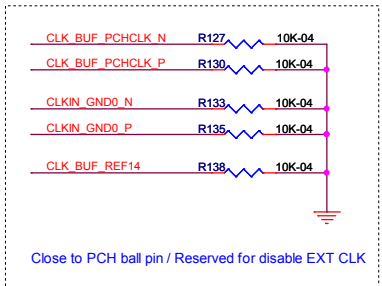 CLK_BUF_PCHCLK_N R127 10K-04
CLK_BUF_PCHCLK_P R130 10K-04
CLKIN_GND0_N R133 10K-04
CLKIN_GND0_P R135 10K-04
CLK_BUF_REF14 R138 10K-04
Close to PCH ball pin / Reserved for disable EXT CLK